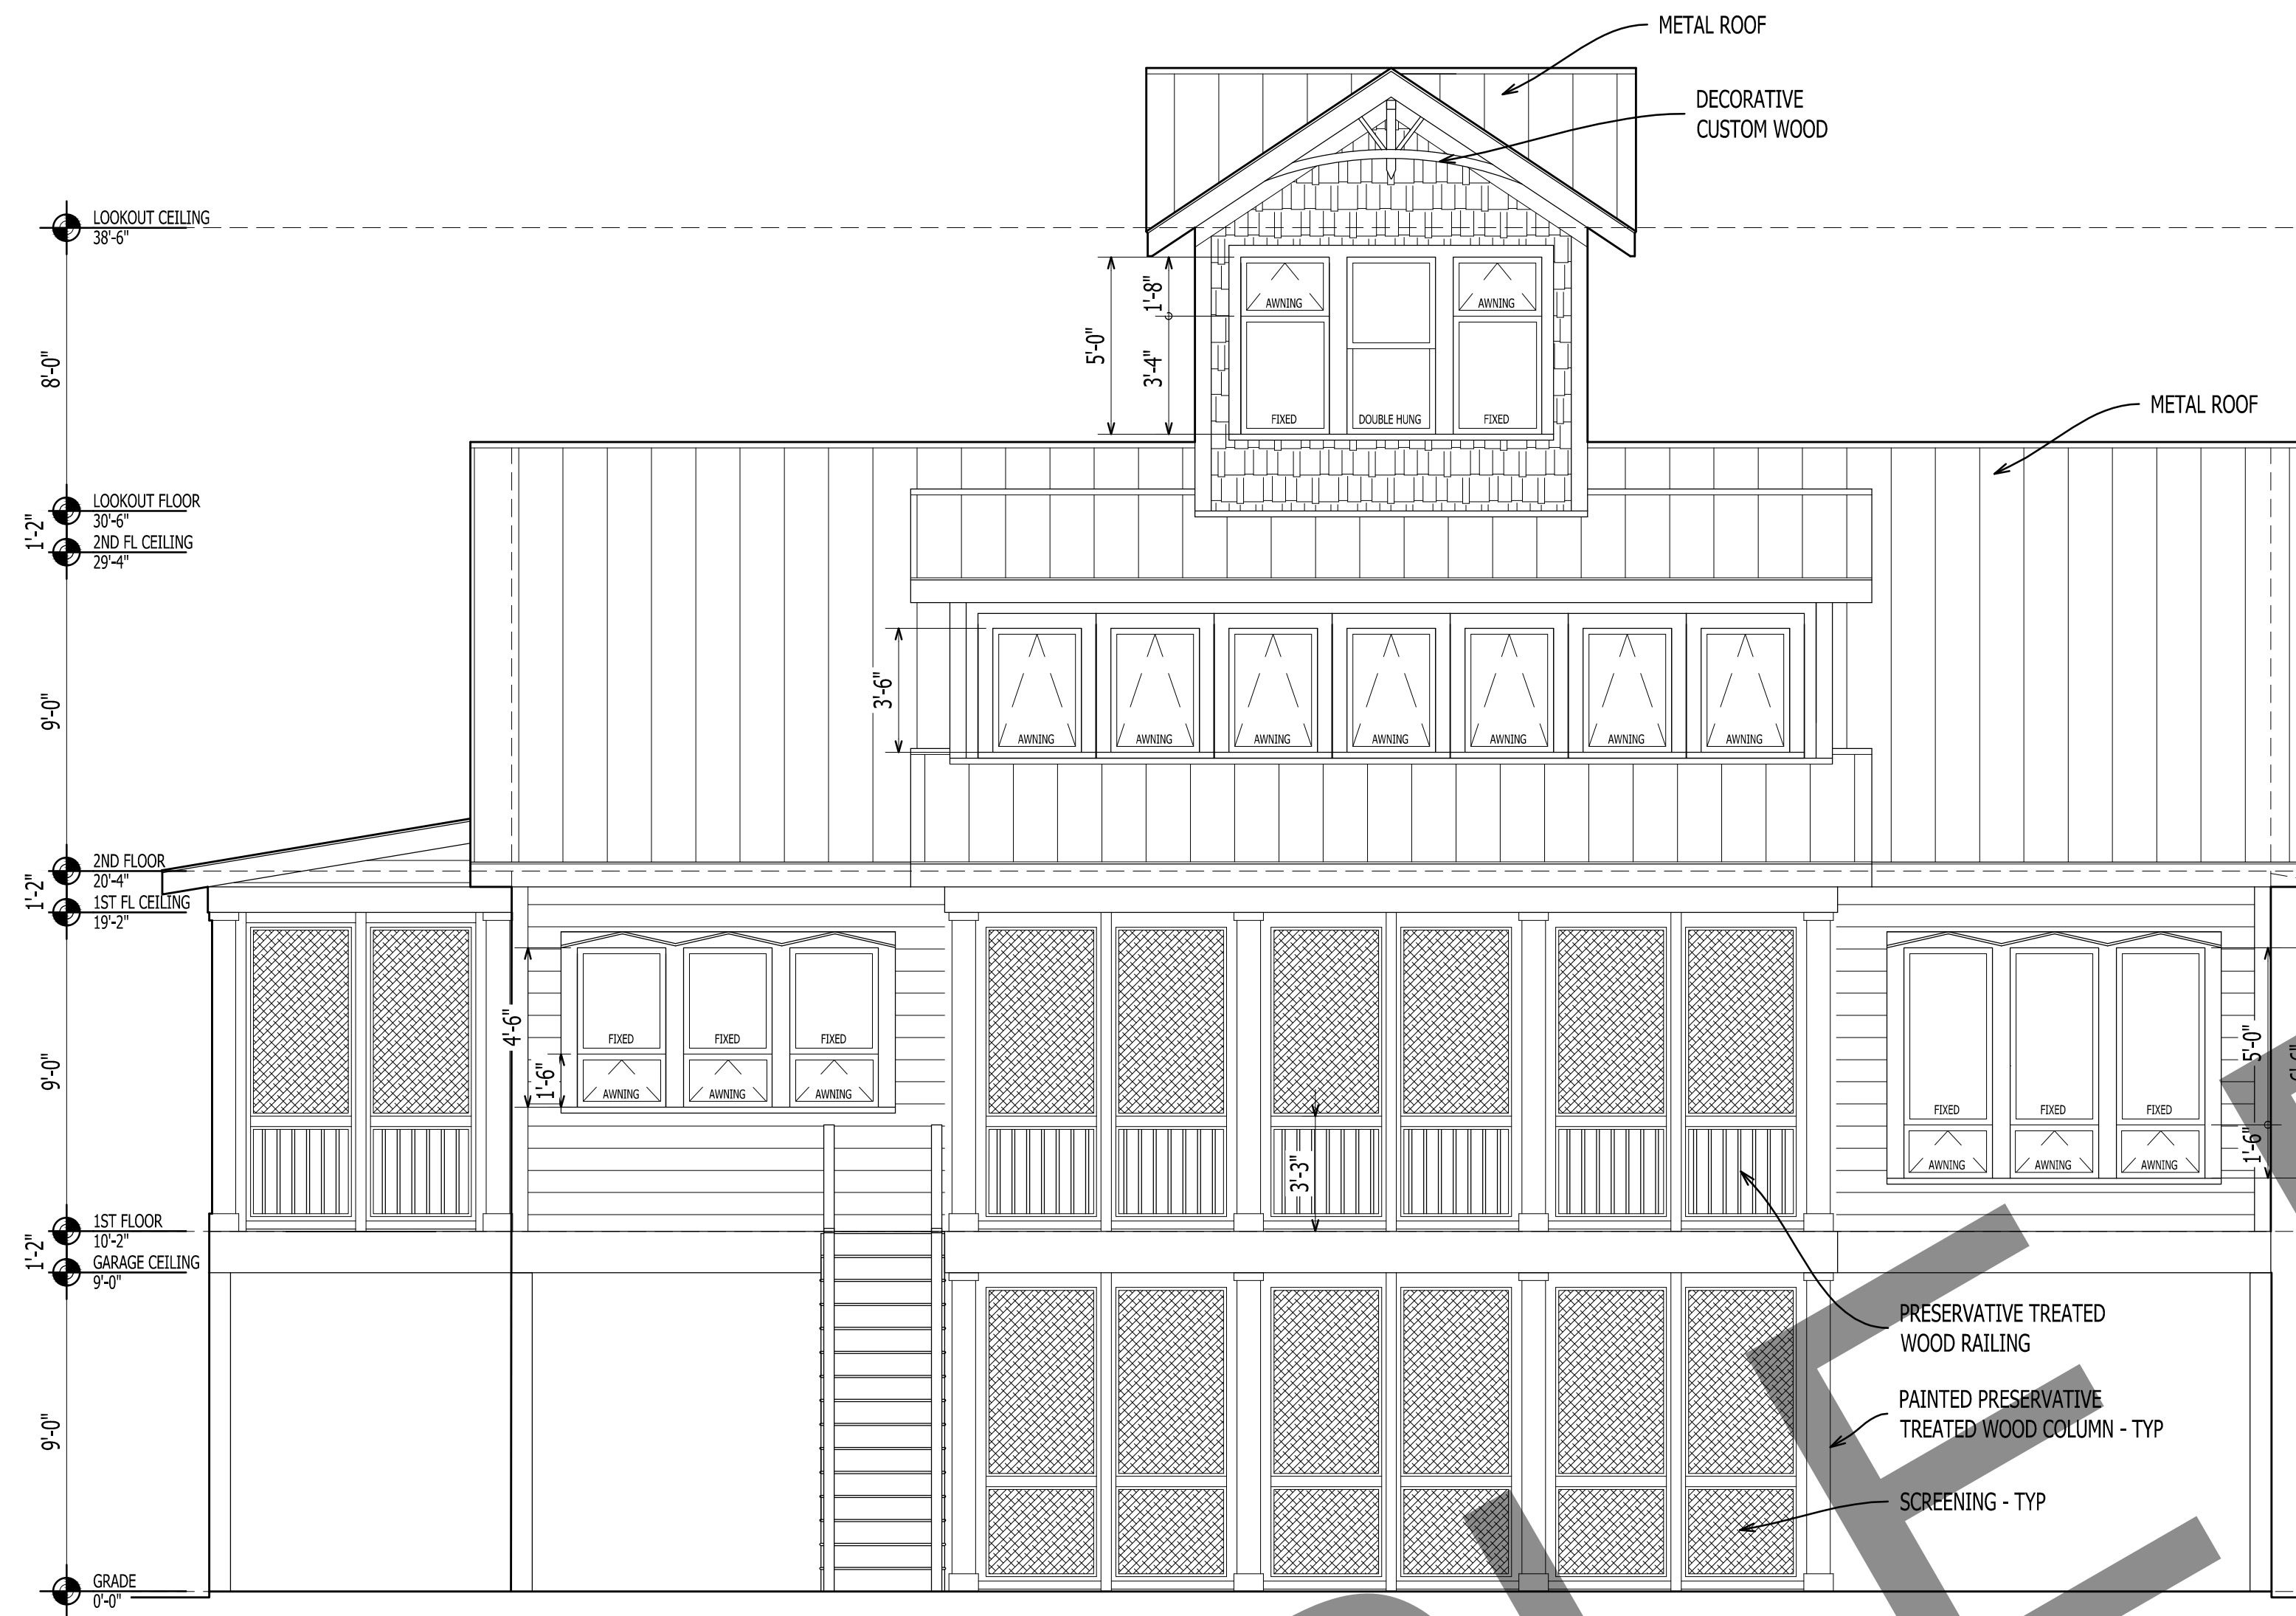 METAL ROOF
DECORATIVE
CUSTOM WOOD
LOOKOUT CEILING
38'-6"
8'-0"
5'-0"
1'-8"
3'-4"
AWNING
AWNING
FIXED
DOUBLE HUNG
FIXED
METAL ROOF
LOOKOUT FLOOR
30'-6"
1'-2"
2ND FL CEILING
29'-4"
9'-0"
3'-6"
AWNING
AWNING
AWNING
AWNING
AWNING
AWNING
AWNING
2ND FLOOR
20'-4"
1'-2"
1ST FL CEILING
19'-2"
9'-0"
4'-6"
1'-6"
FIXED
FIXED
FIXED
AWNING
AWNING
AWNING
3'-3"
FIXED
FIXED
FIXED
AWNING
AWNING
AWNING
5'-0"
1'-6"
1ST FLOOR
10'-2"
1'-2"
GARAGE CEILING
9'-0"
9'-0"
PRESERVATIVE TREATED
WOOD RAILING
PAINTED PRESERVATIVE
TREATED WOOD COLUMN - TYP
SCREENING - TYP
GRADE
0'-0"